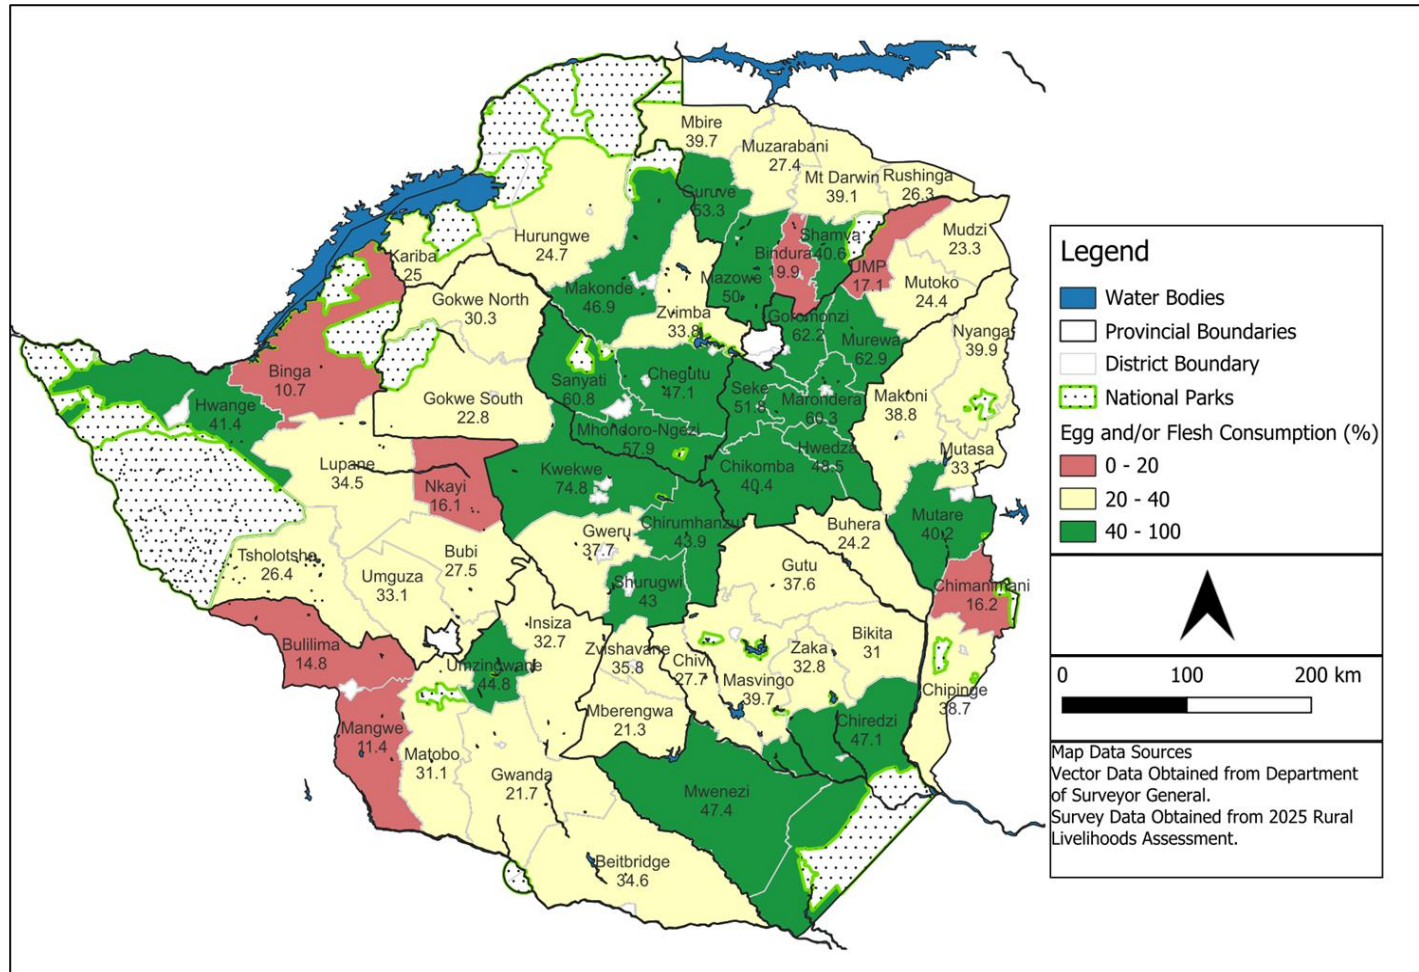 Mbire
39.7
Muzarabani
27.4
Mt Darwin
39.1
Rushinga
26.3
Guruve
53.3
Mudzi
23.3
Hurungwe
24.7
Kariba
25
Shamva
40.6
Bindura
19.9
UMP
17.1
Mazowe
50
Makonde
46.9
Mutoko
24.4
Gokwe North
30.3
Zvimba
33.8
Goromonzi
62.2
Murewa
62.9
Nyanga
39.9
Binga
10.7
Sanyati
60.8
Chegutu
47.1
Seke
51.8
Marondera
60.3
Makoni
38.8
Hwange
41.4
Gokwe South
22.8
Mhondoro-Ngezi
57.9
Hwedza
48.5
Mutasa
33.1
Lupane
34.5
Nkayi
16.1
Kwekwe
74.8
Chikomba
40.4
Chirumhanzu
43.9
Buhera
24.2
Mutare
40.2
Gweru
37.7
Tsholotsho
26.4
Umguza
33.1
Bubi
27.5
Shurugwi
43
Gutu
37.6
Chimanimani
16.2
Bulilima
14.8
Insiza
32.7
Umzingwane
44.8
Zvishavane
35.8
Chivi
27.7
Zaka
32.8
Bikita
31
Masvingo
39.7
Chipinge
38.7
Mangwe
11.4
Matobo
31.1
Mberengwa
21.3
Chiredzi
47.1
Gwanda
21.7
Mwenezi
47.4
Beitbridge
34.6
Legend
Water Bodies
Provincial Boundaries
District Boundary
National Parks
Egg and/or Flesh Consumption (%)
0 - 20
20 - 40
40 - 100
0 100 200 km
Map Data Sources
Vector Data Obtained from Department
of Surveyor General.
Survey Data Obtained from 2025 Rural
Livelihoods Assessment.